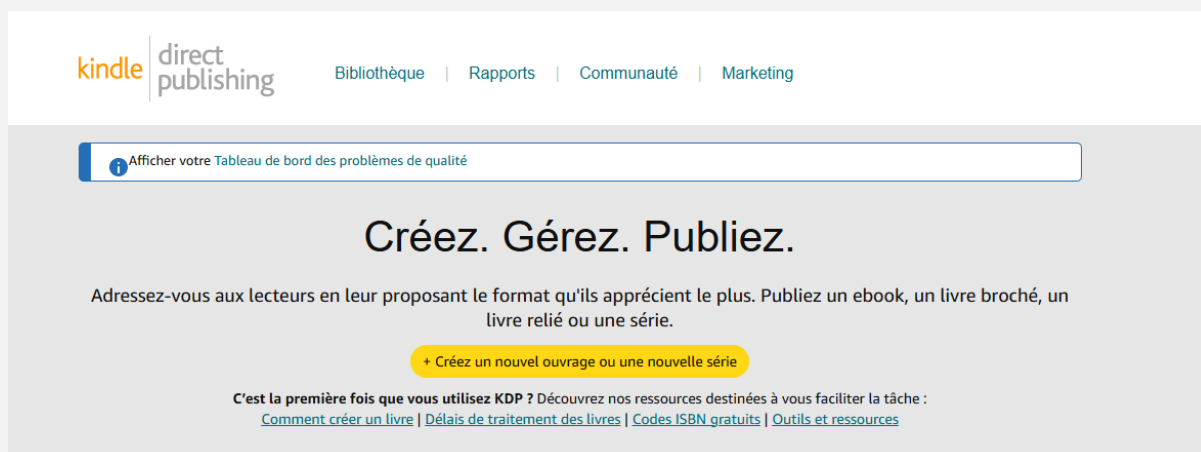 kindle direct publishing
Bibliothèque | Rapports | Communauté | Marketing
Afficher votre Tableau de bord des problèmes de qualité
Créez. Gérez. Publiez.
Adressez-vous aux lecteurs en leur proposant le format qu'ils apprécient le plus. Publiez un ebook, un livre broché, un
livre relié ou une série.
+ Créez un nouvel ouvrage ou une nouvelle série
C'est la première fois que vous utilisez KDP ? Découvrez nos ressources destinées à vous faciliter la tâche :
Comment créer un livre | Délais de traitement des livres | Codes ISBN gratuits | Outils et ressources